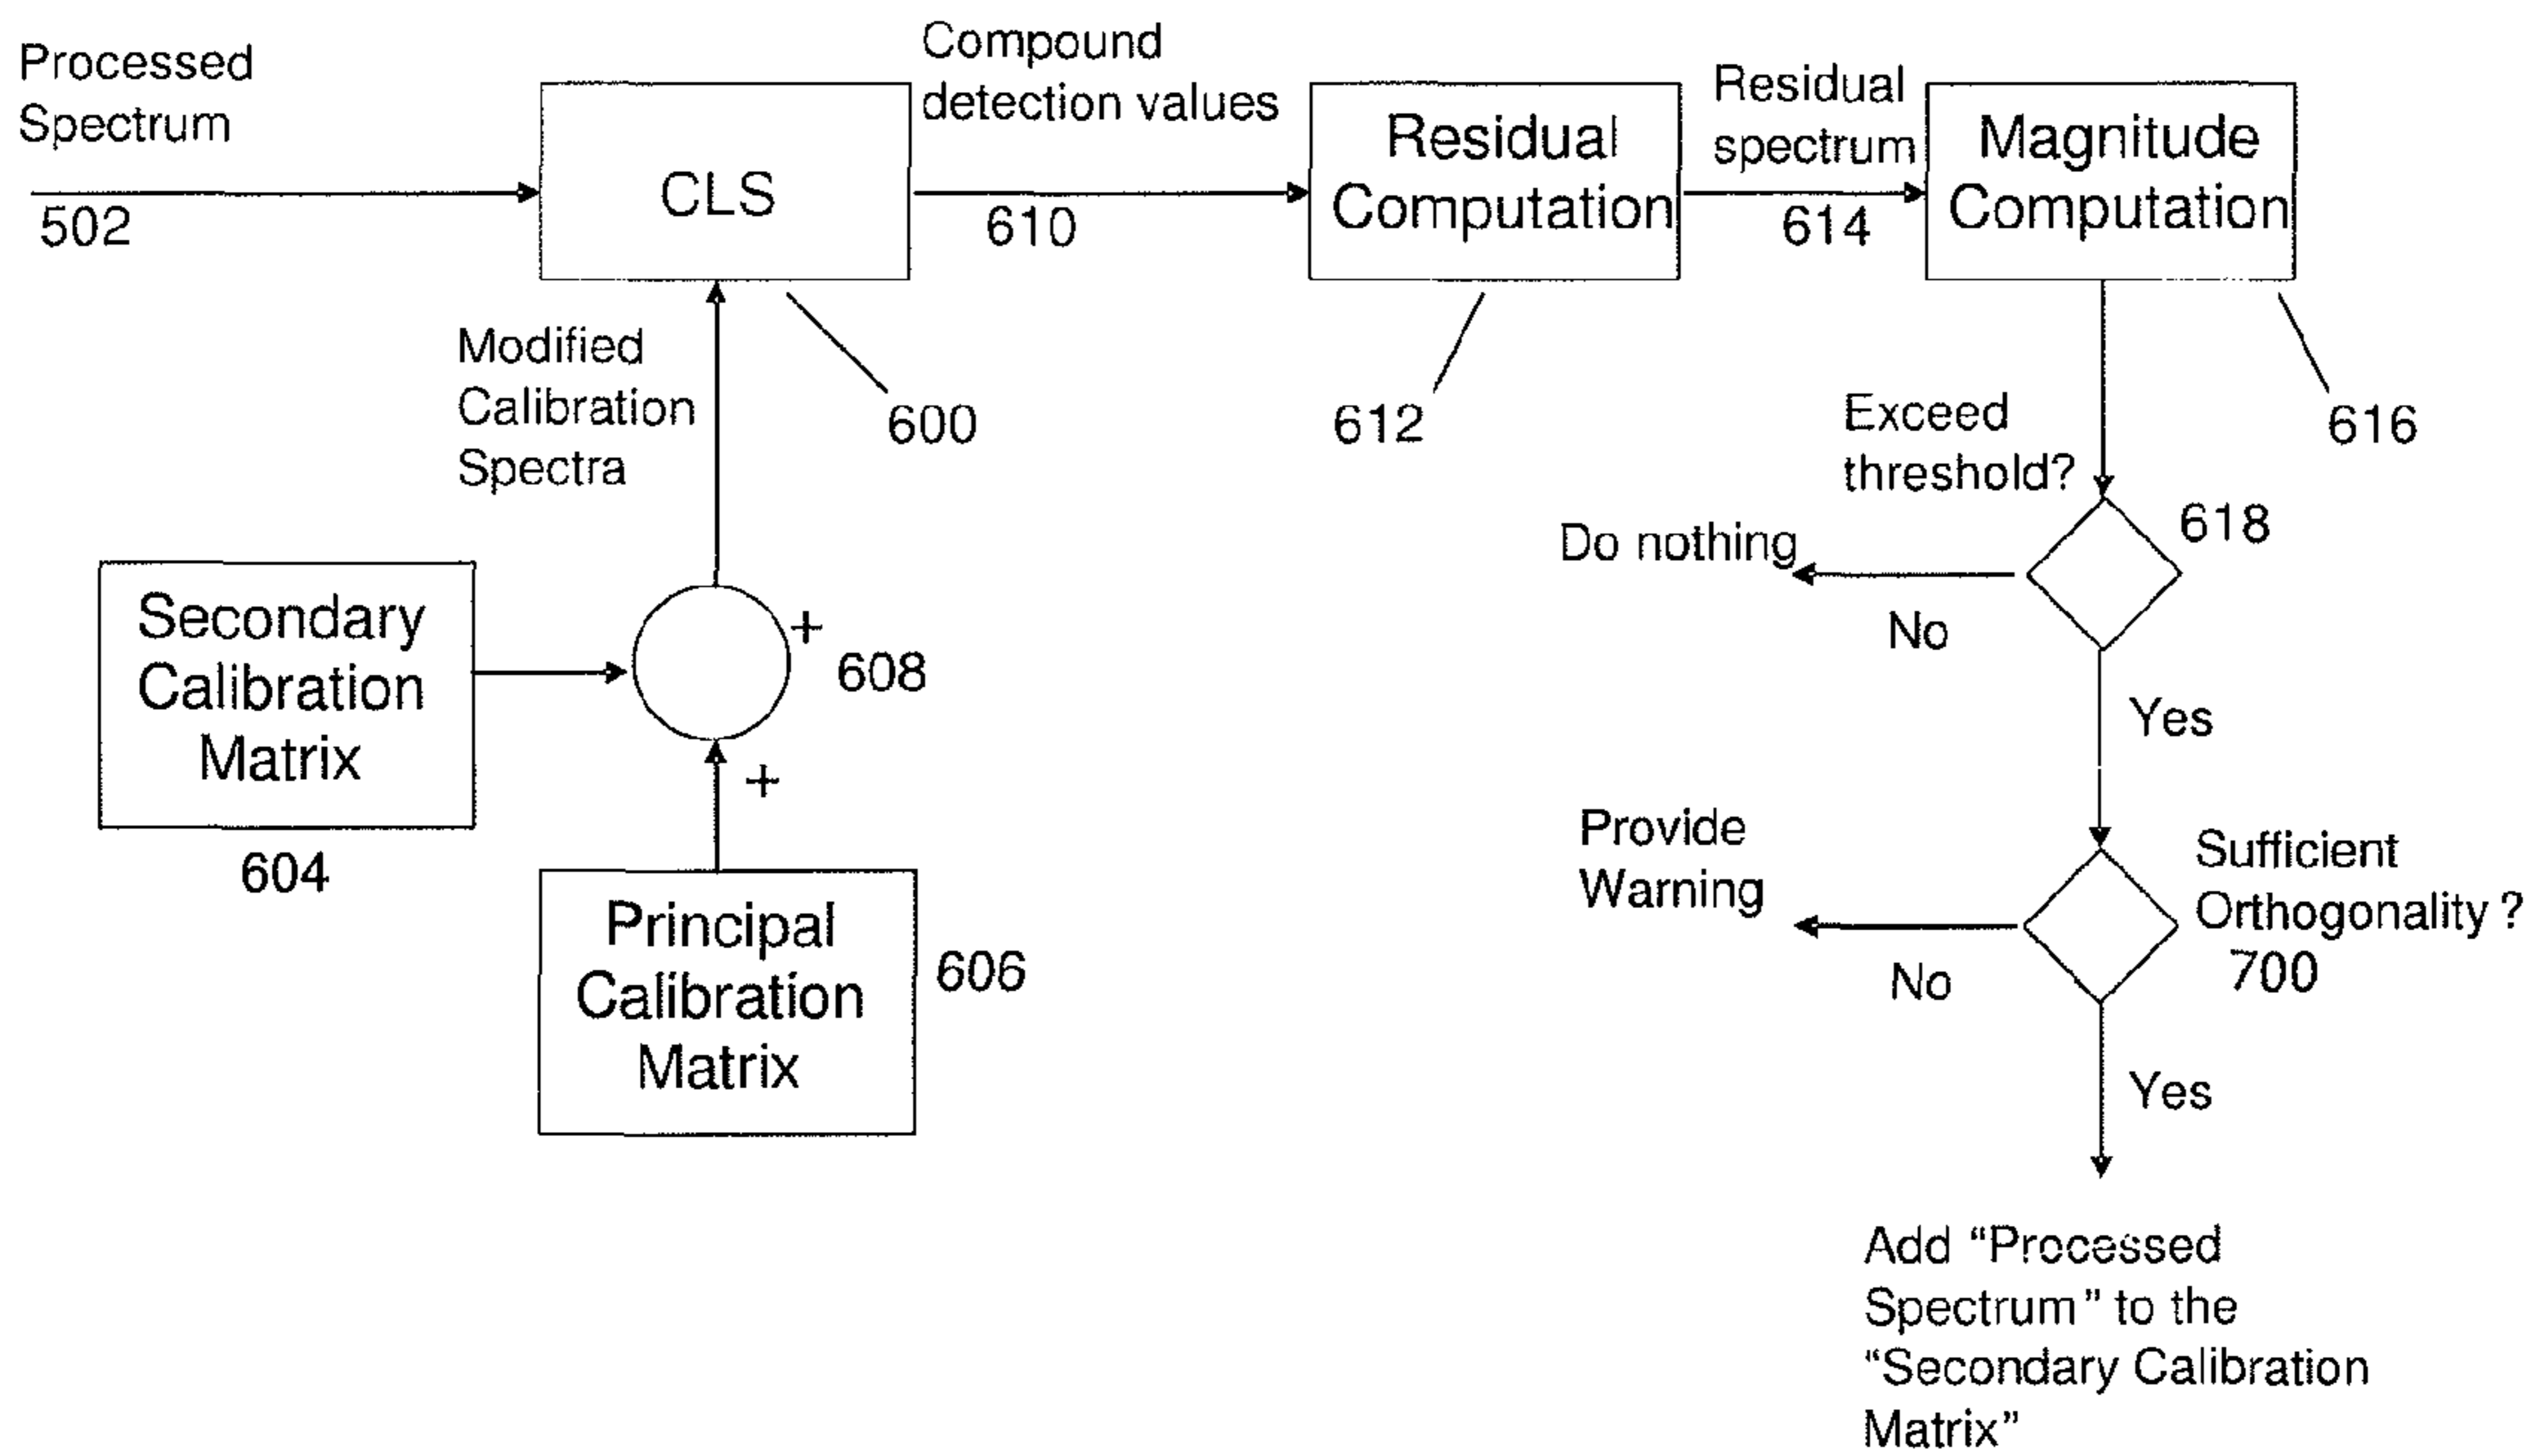 Processed
Spectrum
502
CLS
600
Compound
detection values
610
Residual
Computation
612
Residual
spectrum
614
Magnitude
Computation
616
Modified
Calibration
Spectra
Secondary
Calibration
Matrix
604
+
608
+
Principal
Calibration
Matrix
606
Exceed
threshold?
618
Do nothing
No
Yes
Provide
Warning
No
Sufficient
Orthogonality ?
700
Yes
Add “Processed
Spectrum” to the
“Secondary Calibration
Matrix”